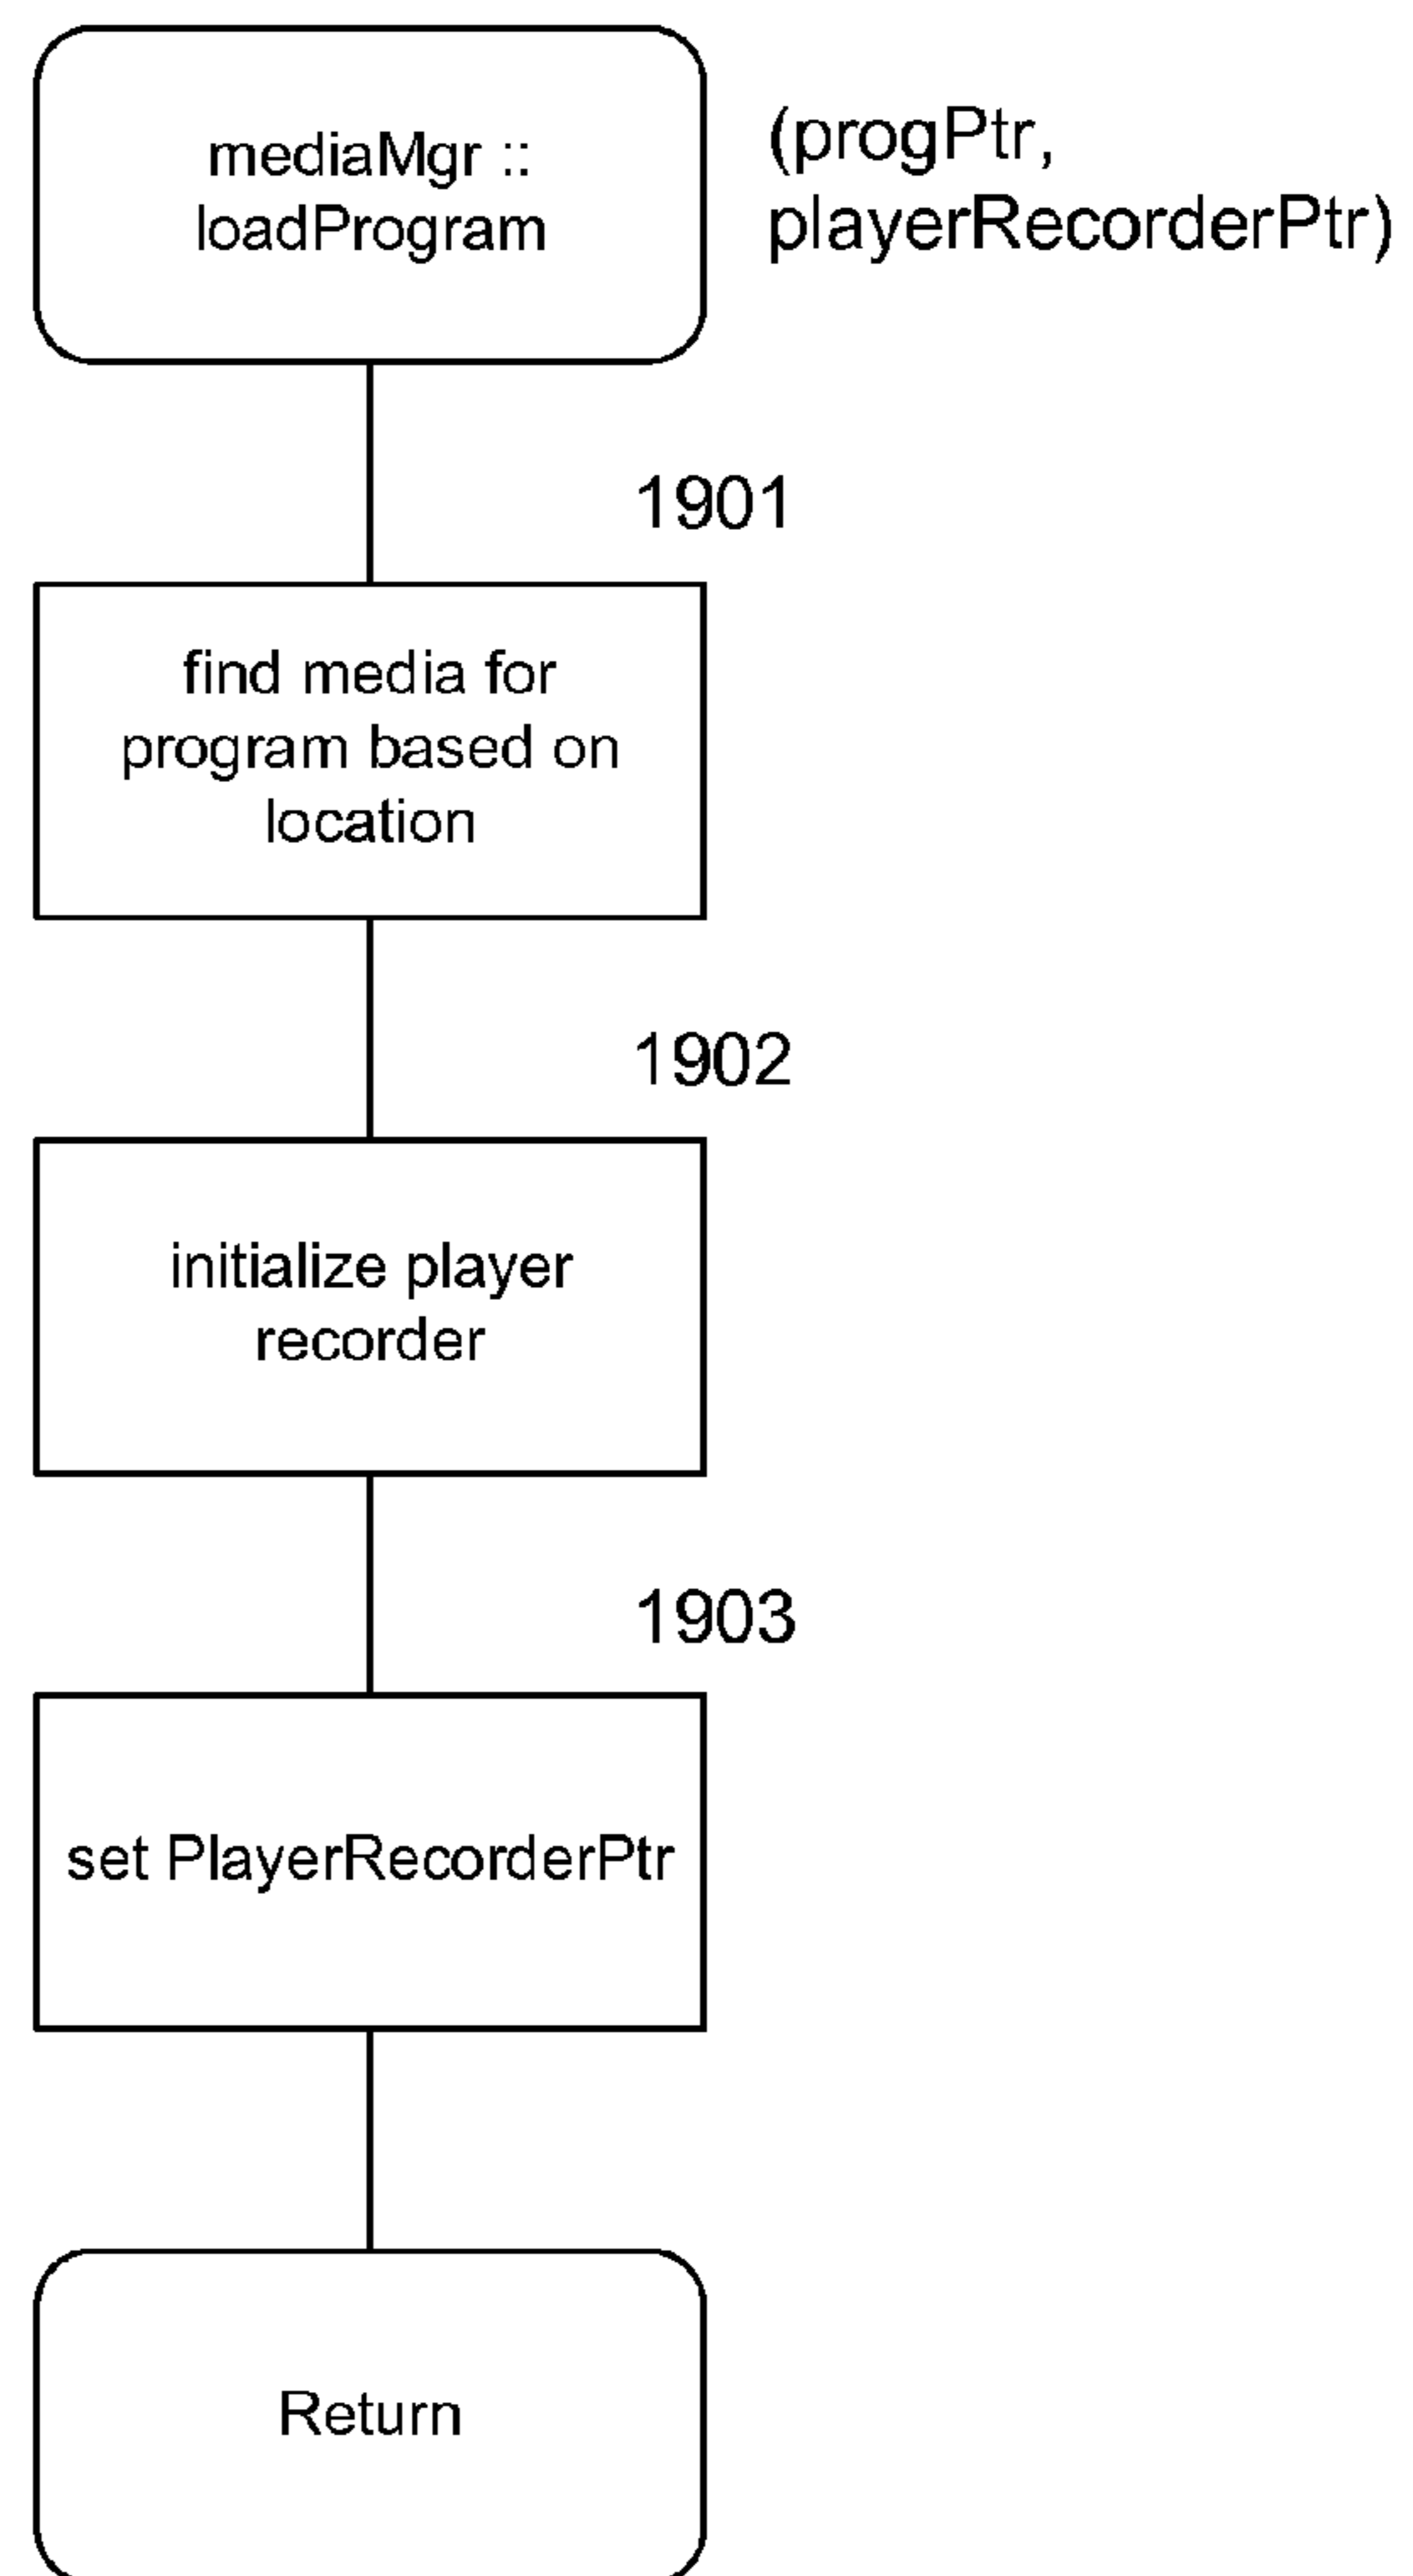 mediaMgr ::
loadProgram
(progPtr,
playerRecorderPtr)
1901
find media for
program based on
location
1902
initialize player
recorder
1903
set PlayerRecorderPtr
Return